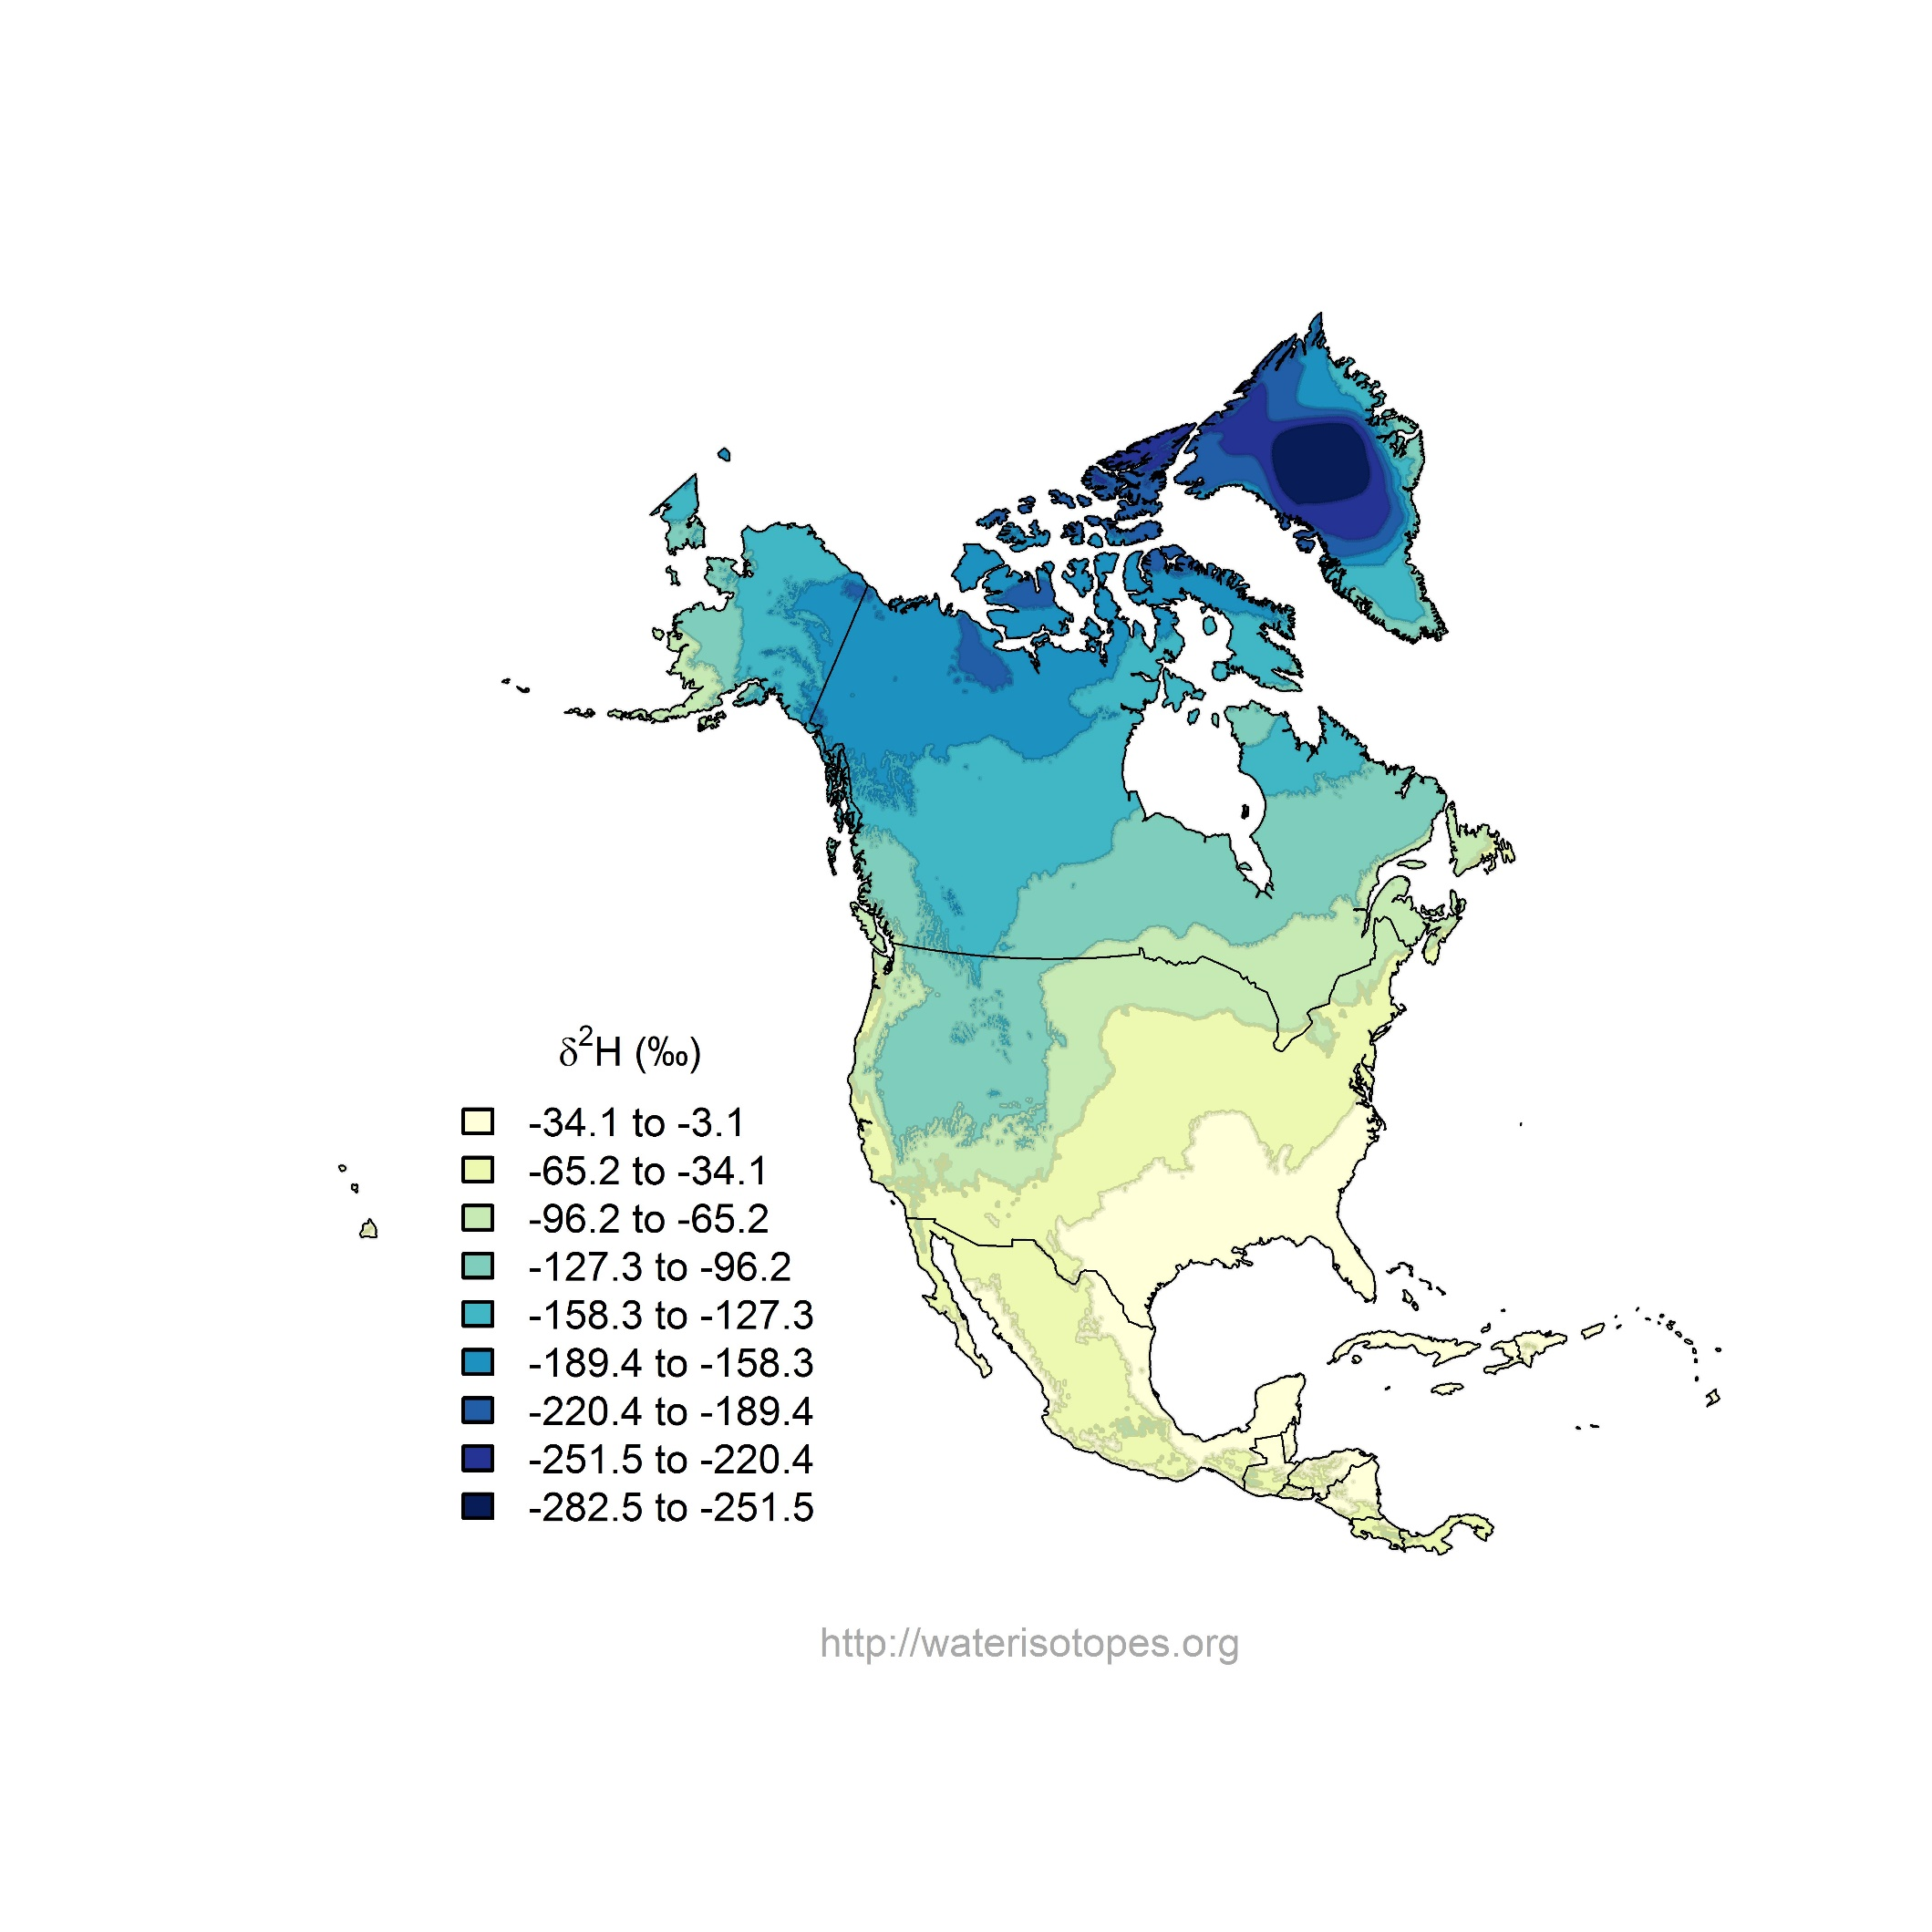 δ²H (‰)
-34.1 to -3.1
-65.2 to -34.1
-96.2 to -65.2
-127.3 to -96.2
-158.3 to -127.3
-189.4 to -158.3
-220.4 to -189.4
-251.5 to -220.4
-282.5 to -251.5
http://waterisotopes.org